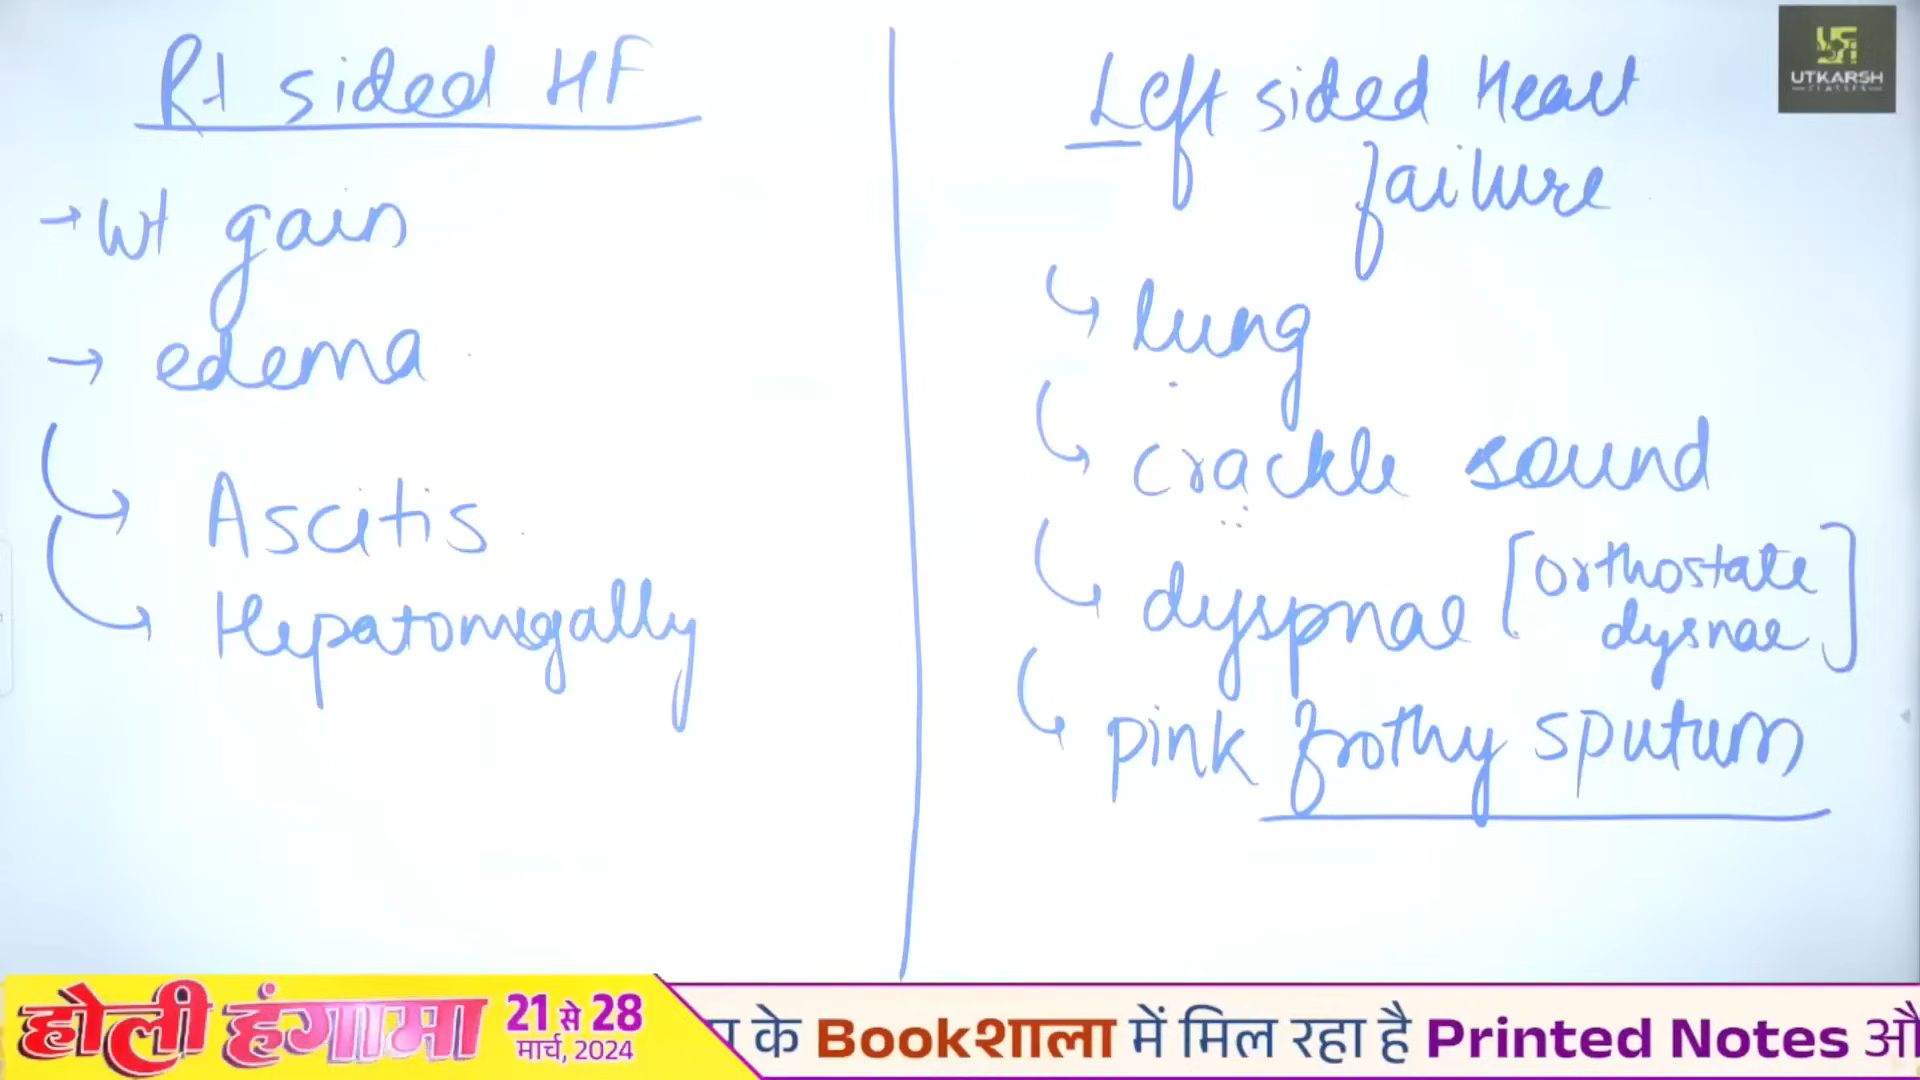 Rt sided HF
→ Wt gain
→ edema
Ascitis
Hepatomegally
Left sided Heart
failure
lung
crackle sound
dyspnae [orthostate
dysnae]
pink frothy sputum
UTKARSH
CLASSES
होली हंगामा
21 से 28
मार्च, 2024
के Bookशाला में मिल रहा है Printed Notes औ